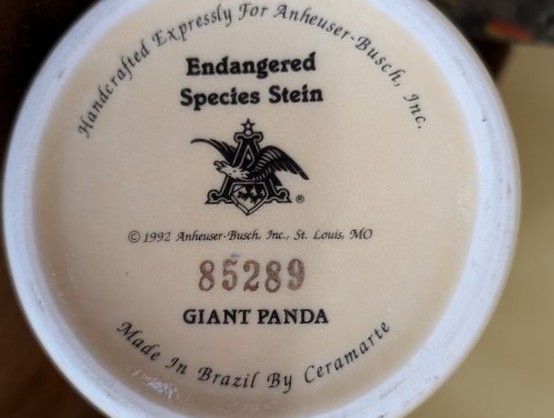 Handcrafted Expressly For Anheuser-Busch, Inc.
Endangered
Species Stein
A
®
© 1992 Anheuser-Busch, Inc., St. Louis, MO
85289
GIANT PANDA
Made In Brazil By Ceramarte